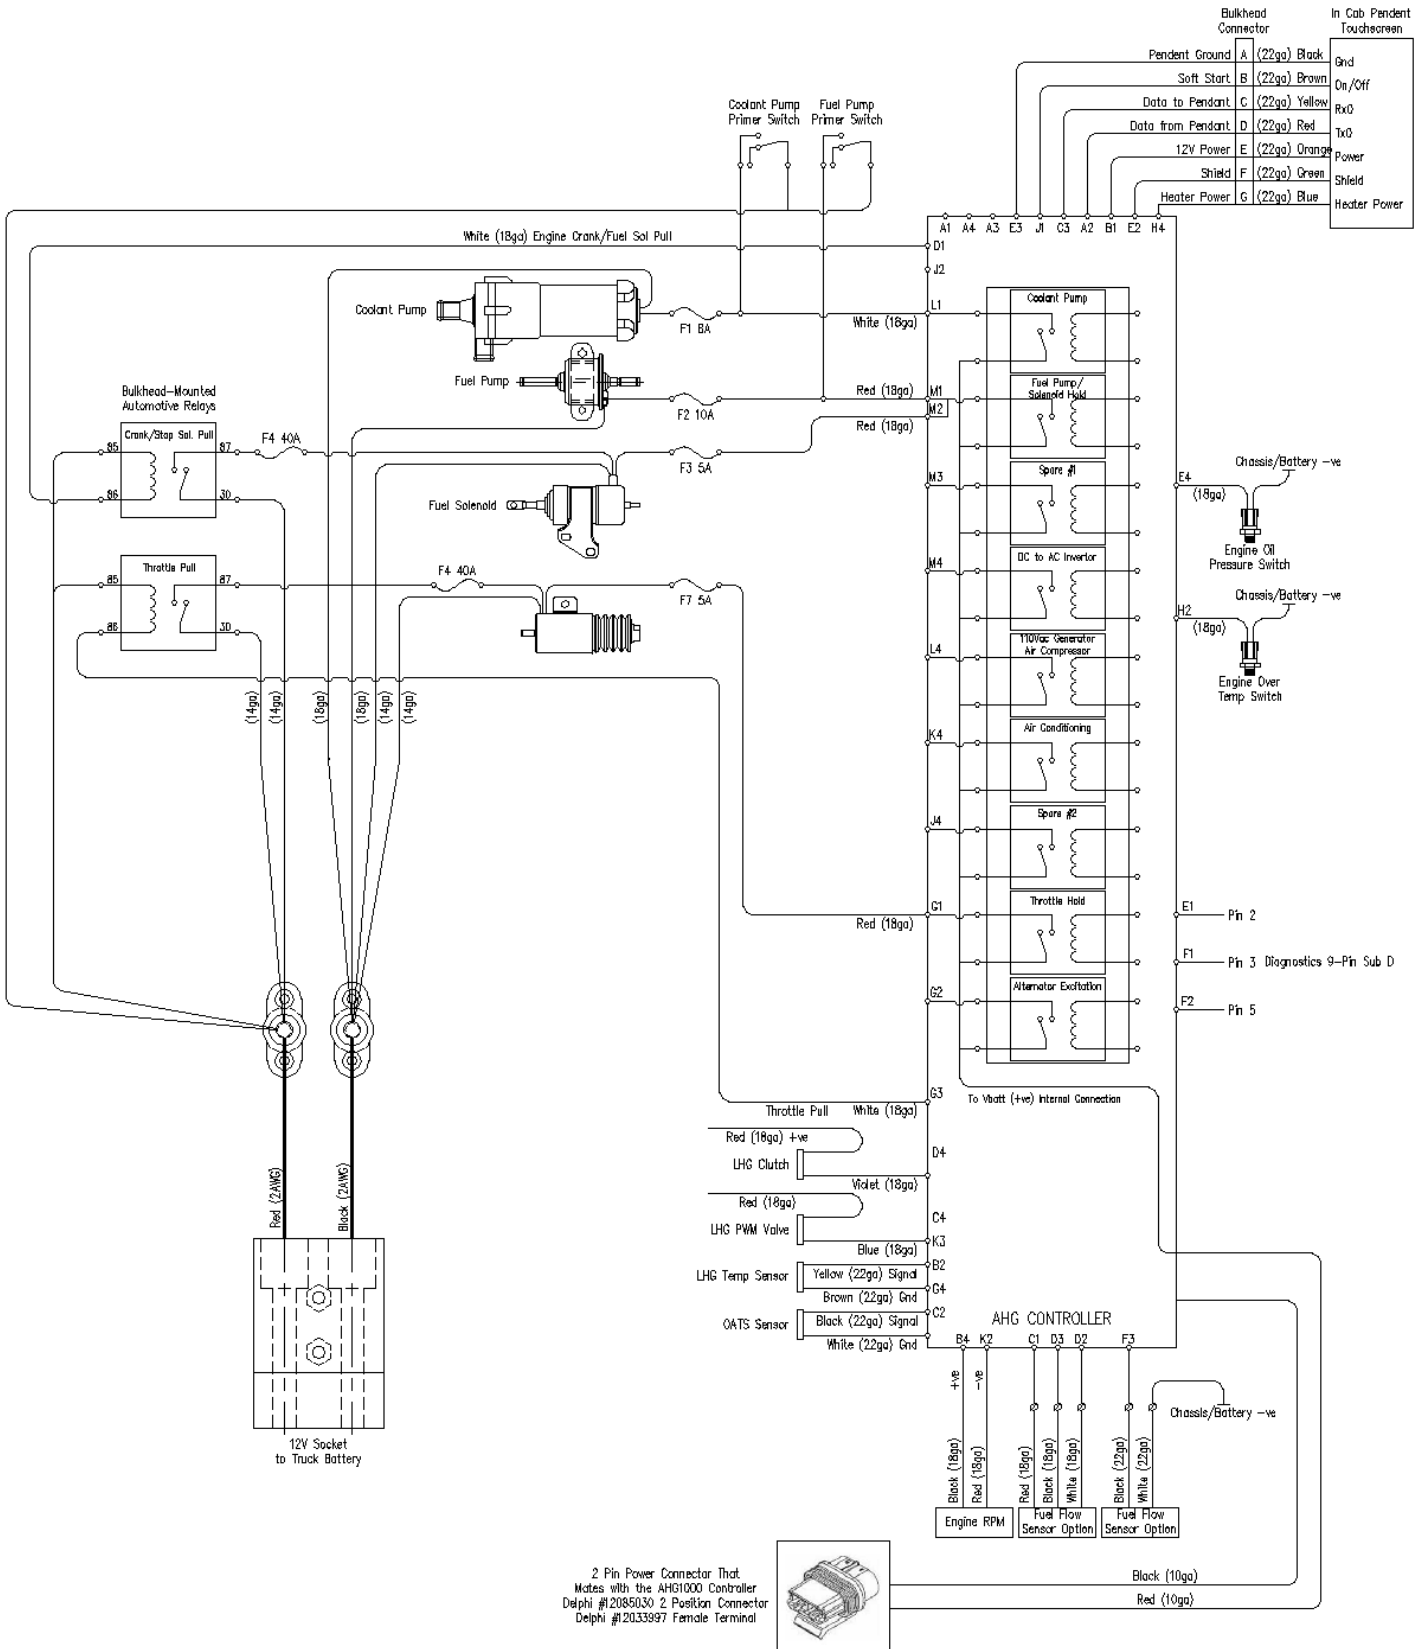 Bulkhead
Connector
In Cab Pendent
Touchscreen
Pendent Ground A (22ga) Black Gnd
Soft Start B (22ga) Brown On/Off
Data to Pendant C (22ga) Yellow Rx0
Data from Pendant D (22ga) Red Tx0
12V Power E (22ga) Orange Power
Shield F (22ga) Green Shield
Heater Power G (22ga) Blue Heater Power
Coolant Pump
Primer Switch
Fuel Pump
Primer Switch
A1 A4 A3 E3 J1 C3 A2 B1 E2 H4
White (18ga) Engine Crank/Fuel Sol Pull
D1
J2
Coolant Pump
F1 8A
White (18ga)
L1
Coolant Pump
Fuel Pump
F2 10A
Red (18ga)
M1
M2
Red (18ga)
Fuel Pump/
Solenoid Hold
Bulkhead-Mounted
Automotive Relays
Crank/Stop Sol. Pull
85
87
86
30
F4 40A
F3 5A
Fuel Solenoid
M3
Spare #1
E4
(18ga)
Chassis/Battery -ve
Engine Oil
Pressure Switch
Throttle Pull
85
87
86
30
F4 40A
F7 5A
M4
DC to AC Invertor
H2
(18ga)
Chassis/Battery -ve
Engine Over
Temp Switch
L4
110Vac Generator
Air Compressor
(14ga)
(14ga)
(18ga)
(18ga)
(14ga)
(14ga)
K4
Air Conditioning
J4
Spare #2
G1
Red (18ga)
Throttle Hold
E1
Pin 2
F1
Pin 3 Diagnostics 9-Pin Sub D
F2
Pin 5
G2
Alternator Excitation
To Vbatt (+ve) Internal Connection
G3
Throttle Pull White (18ga)
Red (18ga) +ve
LHG Clutch
D4
Violet (18ga)
Red (18ga)
LHG PWM Valve
C4
K3
Blue (18ga)
LHG Temp Sensor
Yellow (22ga) Signal
B2
Brown (22ga) Gnd
G4
OATS Sensor
Black (22ga) Signal
C2
White (22ga) Gnd
Red (2AWG)
Black (2AWG)
12V Socket
to Truck Battery
AHG CONTROLLER
B4 K2 C1 D3 D2 F3
+ve
-ve
Chassis/Battery -ve
Black (18ga)
Red (18ga)
Red (18ga)
Black (18ga)
White (18ga)
Black (22ga)
White (22ga)
Engine RPM
Fuel Flow
Sensor Option
Fuel Flow
Sensor Option
2 Pin Power Connector That
Mates with the AHG1000 Controller
Delphi #12085030 2 Position Connector
Delphi #12033997 Female Terminal
Black (10ga)
Red (10ga)